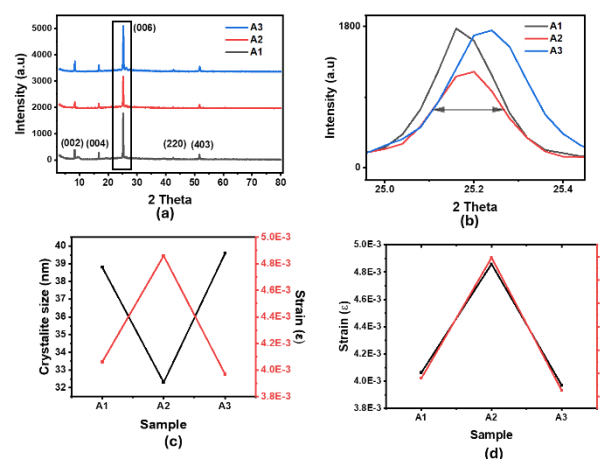 A3
A2
A1
(006)
(002) (004)
(220) (403)
5000
4000
3000
2000
1000
0
Intensity (a.u)
10 20 30 40 50 60 70 80
2 Theta
(a)
A1
A2
A3
1800
0
Intensity (a.u)
25.0 25.2 25.4
2 Theta
(b)
40
39
38
37
36
35
34
33
32
Crystalite size (nm)
5.0E-3
4.8E-3
4.6E-3
4.4E-3
4.2E-3
4.0E-3
3.8E-3
Strain (ε)
A1 A2 A3
Sample
(c)
5.0E-3
4.8E-3
4.6E-3
4.4E-3
4.2E-3
4.0E-3
3.8E-3
Strain (ε)
A1 A2 A3
Sample
(d)